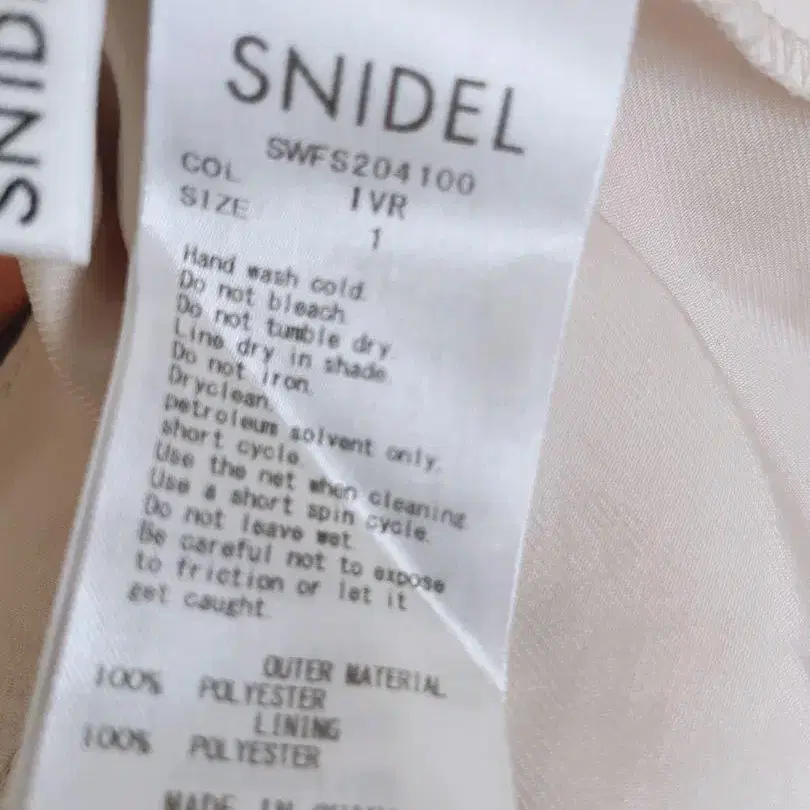 SNIDEL
SNIDEL
SWFS204100
COL IVR
SIZE 1
Hand wash cold.
Do not bleach.
Do not tumble dry.
Line dry in shade.
Do not iron.
Dryclean.
petroleum solvent only.
short cycle.
Use the net when cleaning
Use a short spin cycle.
Do not leave wet.
Be careful not to expose
to friction or let it
get caught.
OUTER MATERIAL
100% POLYESTER
LINING
100% POLYESTER
MADE IN